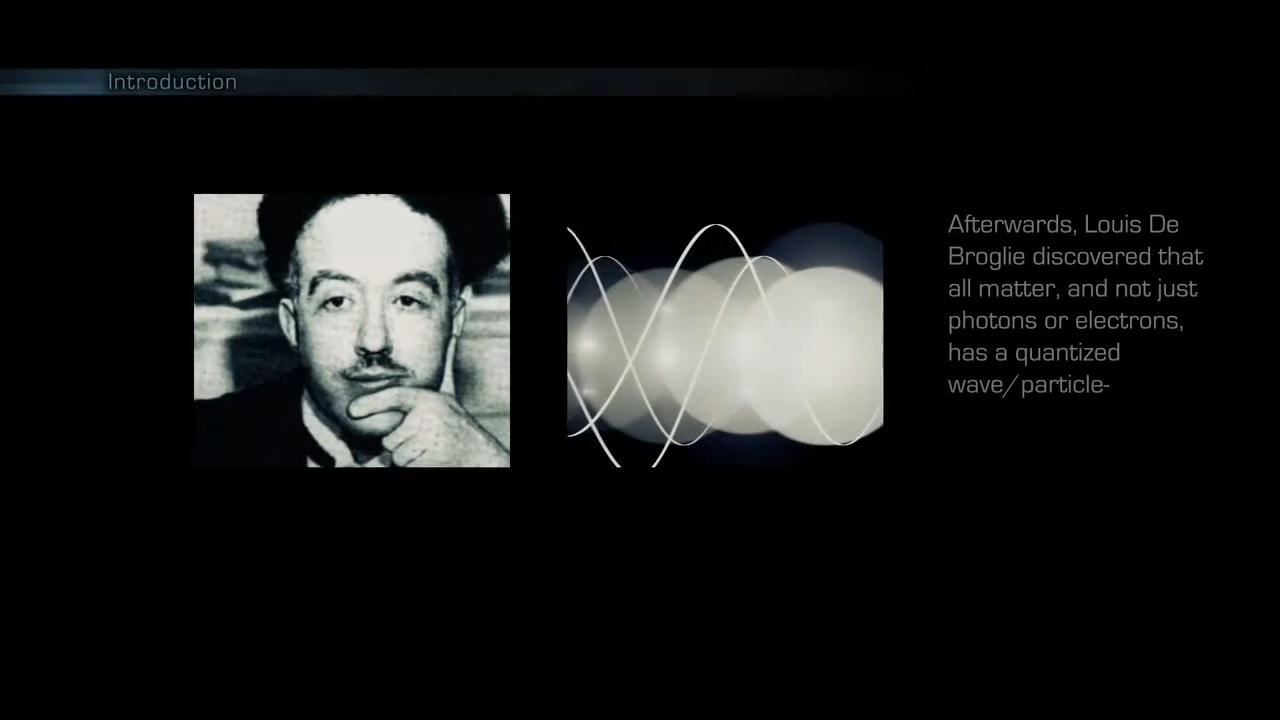 Introduction
Afterwards, Louis De
Broglie discovered that
all matter, and not just
photons or electrons,
has a quantized
wave/particle-